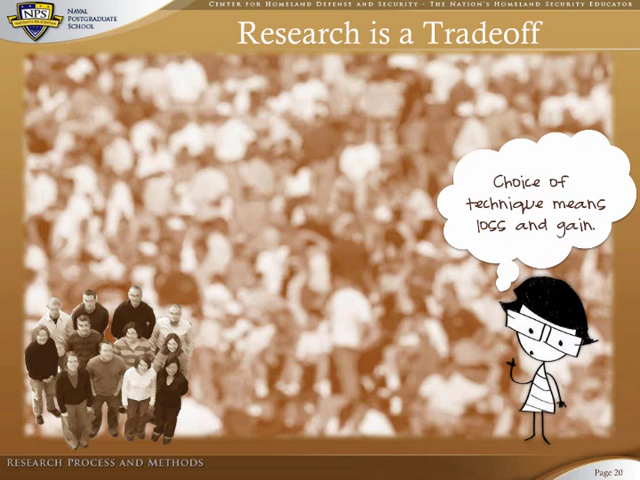 Center for Homeland Defense and Security - The Nation's Homeland Security Educator
NPS
Naval
Postgraduate
School
Research is a Tradeoff
Choice of
technique means
loss and gain.
Research Process and Methods
Page 20